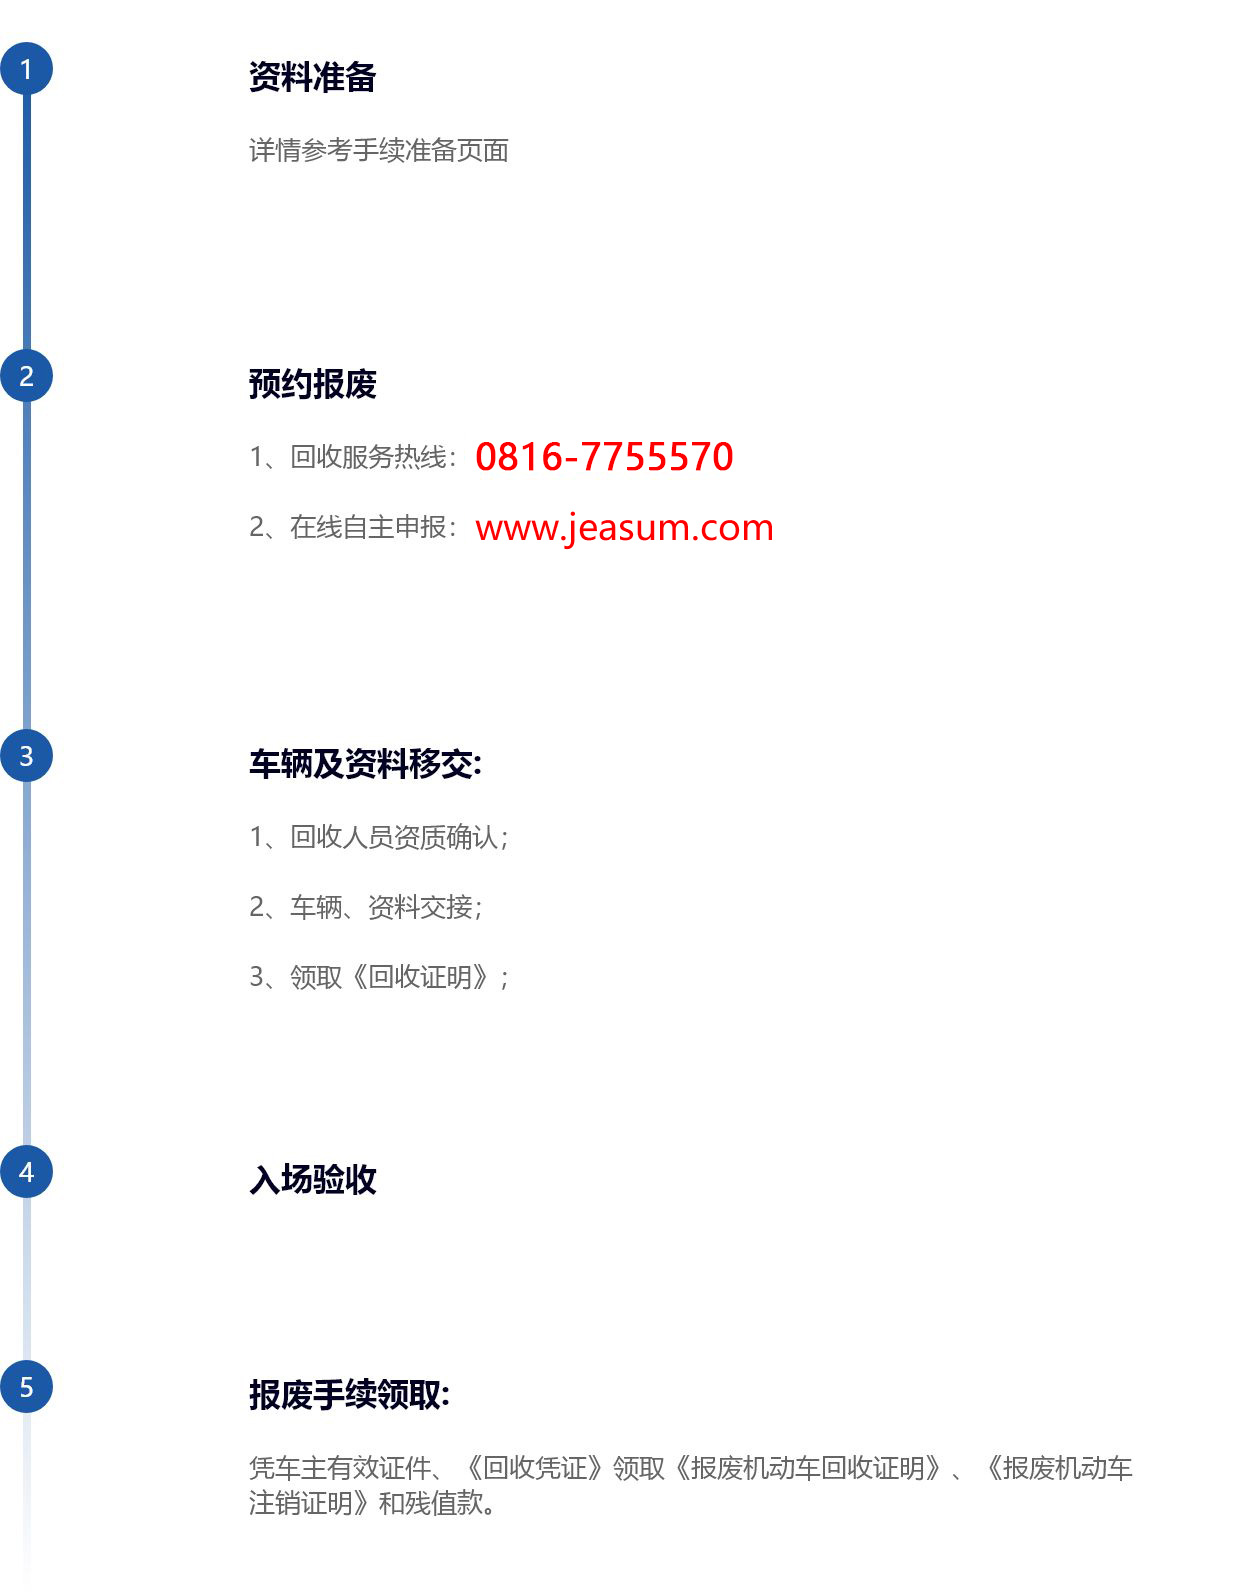 1
资料准备
详情参考手续准备页面
2
预约报废
1、回收服务热线：0816-7755570
2、在线自主申报：www.jeasum.com
3
车辆及资料移交:
1、回收人员资质确认；
2、车辆、资料交接；
3、领取《回收证明》；
4
入场验收
5
报废手续领取:
凭车主有效证件、《回收凭证》领取《报废机动车回收证明》、《报废机动车
注销证明》和残值款。